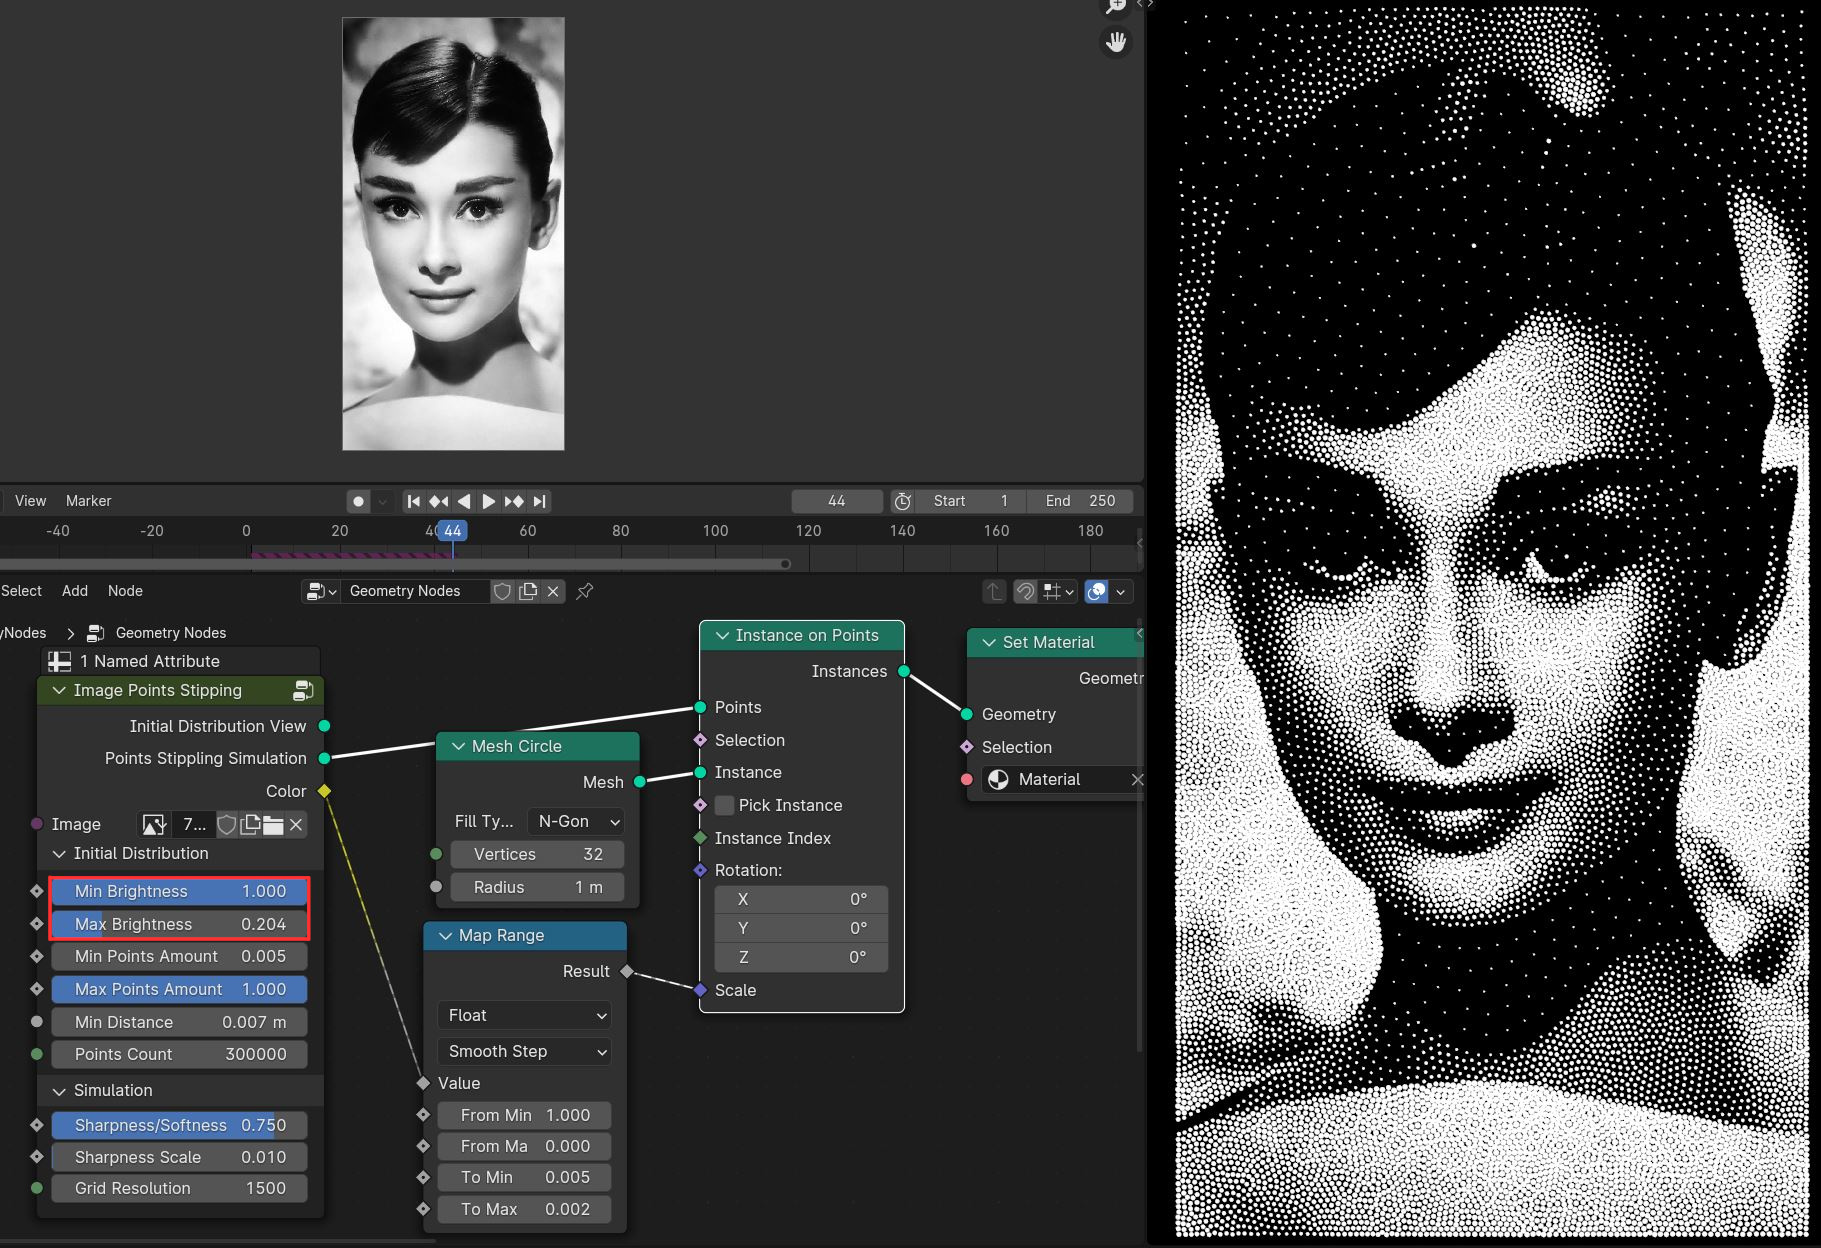 View Marker 44 Start 1 End 250
-40 -20 0 20 40 44 60 80 100 120 140 160 180
Select Add Node Geometry Nodes
yNodes > Geometry Nodes
1 Named Attribute
Image Points Stipping
Initial Distribution View
Points Stippling Simulation
Color
Image 7...
Initial Distribution
Min Brightness 1.000
Max Brightness 0.204
Min Points Amount 0.005
Max Points Amount 1.000
Min Distance 0.007 m
Points Count 300000
Simulation
Sharpness/Softness 0.750
Sharpness Scale 0.010
Grid Resolution 1500
Mesh Circle
Mesh
Fill Ty... N-Gon
Vertices 32
Radius 1 m
Map Range
Result
Float
Smooth Step
Value
From Min 1.000
From Ma 0.000
To Min 0.005
To Max 0.002
Instance on Points
Instances
Points
Selection
Instance
Pick Instance
Instance Index
Rotation:
X 0°
Y 0°
Z 0°
Scale
Set Material
Geometr
Geometry
Selection
Material